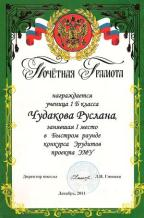 Почётная Грамота
награждается
ученица 1 Б класса
Чудакова Руслана,
занявшая 1 место
в Быстром раунде
конкурса Эрудитов
проекта ЭМУ
Директор школы
Декабрь, 2011